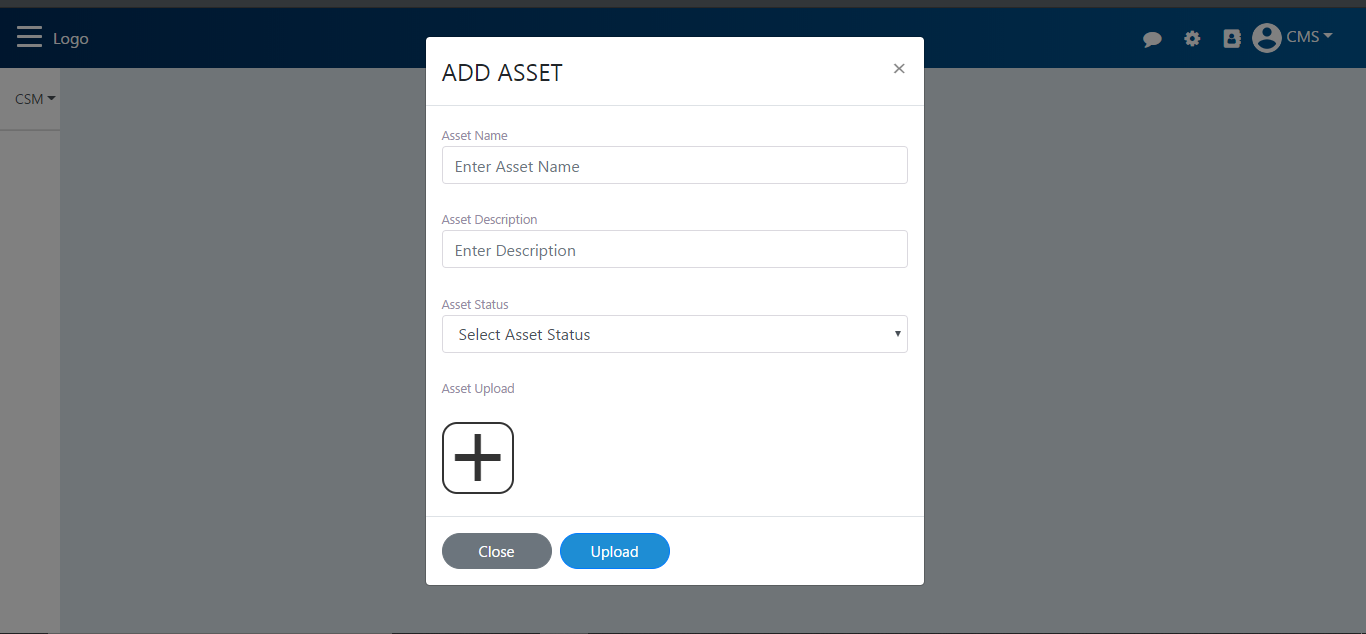 Logo
CMS
CSM
ADD ASSET
×
Asset Name
Enter Asset Name
Asset Description
Enter Description
Asset Status
Select Asset Status
Asset Upload
Close
Upload